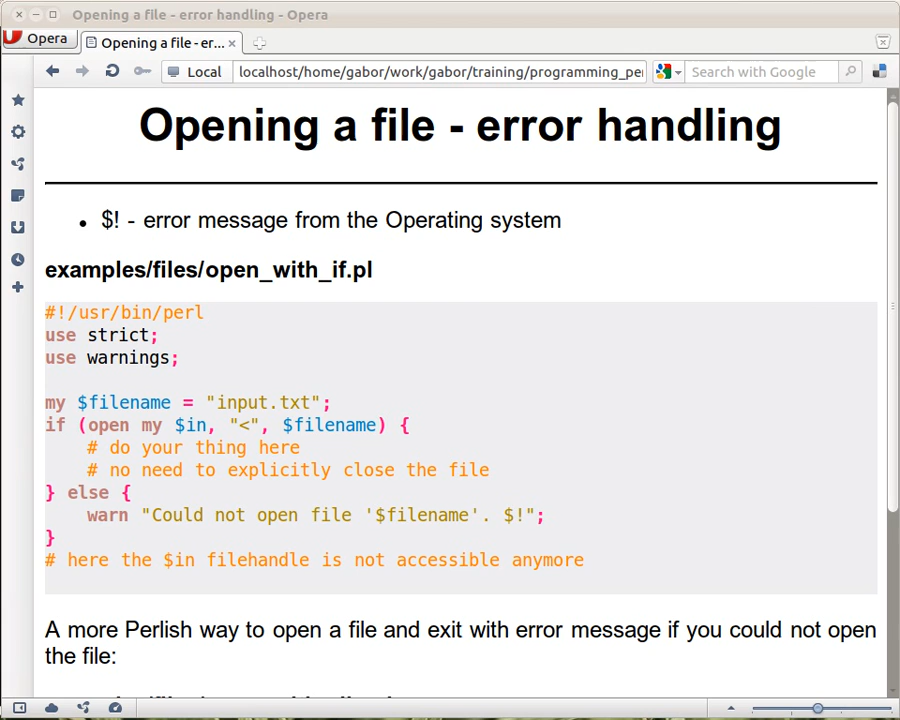 Opening a file - error handling - Opera
Opera
Opening a file - er...
Local
localhost/home/gabor/work/gabor/training/programming_pe
Search with Google
Opening a file - error handling
• $! - error message from the Operating system
examples/files/open_with_if.pl
#!/usr/bin/perl
use strict;
use warnings;
my $filename = "input.txt";
if (open my $in, "<", $filename) {
# do your thing here
# no need to explicitly close the file
} else {
warn "Could not open file '$filename'. $!";
}
# here the $in filehandle is not accessible anymore
A more Perlish way to open a file and exit with error message if you could not open
the file: